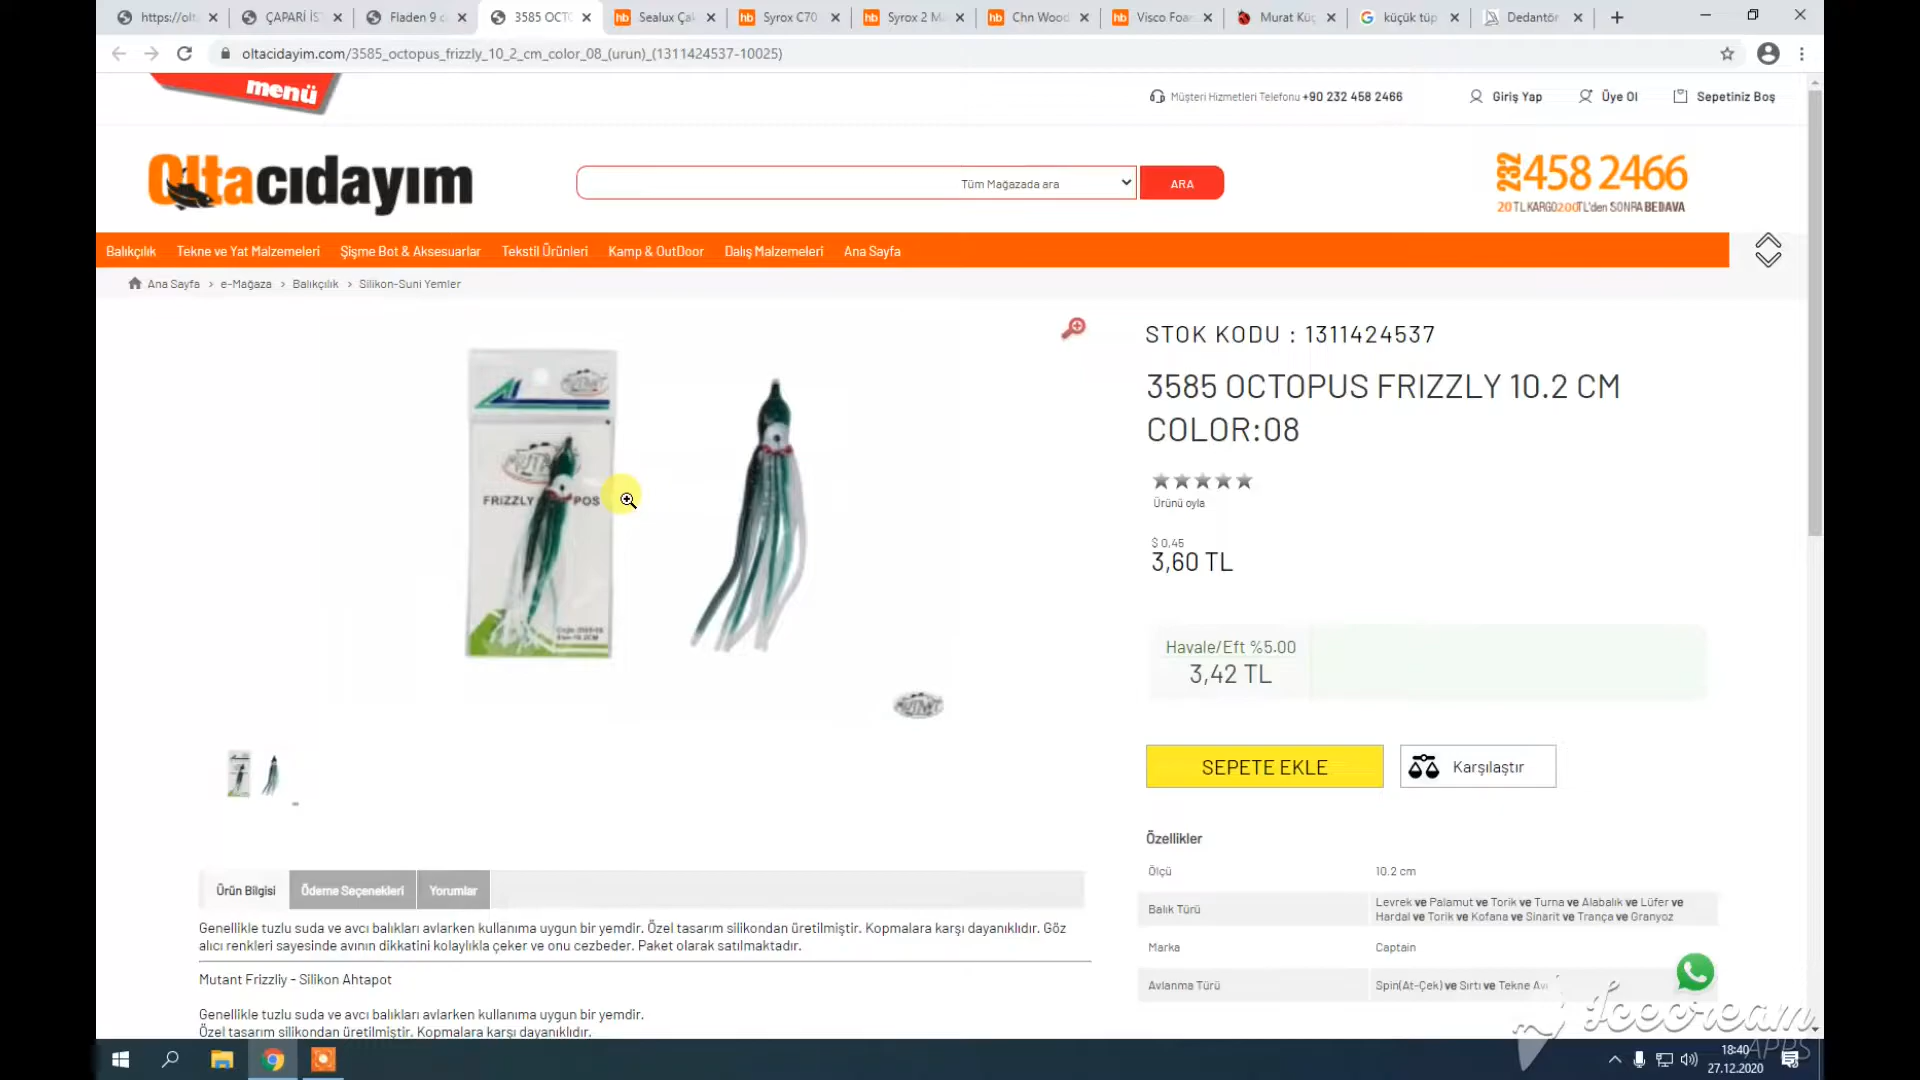 https://olt
ÇAPARİ İS
Fladen 9 c
3585 OCTO
Sealux Çak
Syrox C70
Syrox 2 M
Chn Wood
Visco Foa
Murat Küç
küçük tüp
Dedantör
oltacidayim.com/3585_octopus_frizzly_10_2_cm_color_08_(urun)_(1311424537-10025)
menü
Müşteri Hizmetleri Telefonu +90 232 458 2466
Giriş Yap
Üye Ol
Sepetiniz Boş
Oltacıdayım
Tüm Mağazada ara
ARA
232 458 2466
20 TL KARGO 200 TL'den SONRA BEDAVA
Balıkçılık Tekne ve Yat Malzemeleri Şişme Bot & Aksesuarlar Tekstil Ürünleri Kamp & OutDoor Dalış Malzemeleri Ana Sayfa
Ana Sayfa › e-Mağaza › Balıkçılık › Silikon-Suni Yemler
STOK KODU : 1311424537
3585 OCTOPUS FRIZZLY 10.2 CM
COLOR:08
FRIZZLY POS
Ürünü oyla
$ 0,45
3,60 TL
Havale/Eft %5.00
3,42 TL
SEPETE EKLE
Karşılaştır
Özellikler
Ölçü 10.2 cm
Balık Türü Levrek ve Palamut ve Torik ve Turna ve Alabalık ve Lüfer ve
Hardal ve Torik ve Kofana ve Sinarit ve Trança ve Granyoz
Marka Captain
Avlanma Türü Spin(At-Çek) ve Sırtı ve Tekne Avı
Ürün Bilgisi Ödeme Seçenekleri Yorumlar
Genellikle tuzlu suda ve avcı balıkları avlarken kullanıma uygun bir yemdir. Özel tasarım silikondan üretilmiştir. Kopmalara karşı dayanıklıdır. Göz
alıcı renkleri sayesinde avının dikkatini kolaylıkla çeker ve onu cezbeder. Paket olarak satılmaktadır.
Mutant Frizzliy - Silikon Ahtapot
Genellikle tuzlu suda ve avcı balıkları avlarken kullanıma uygun bir yemdir.
Özel tasarım silikondan üretilmiştir. Kopmalara karşı dayanıklıdır.
Icecream
APPS
18:40
27.12.2020